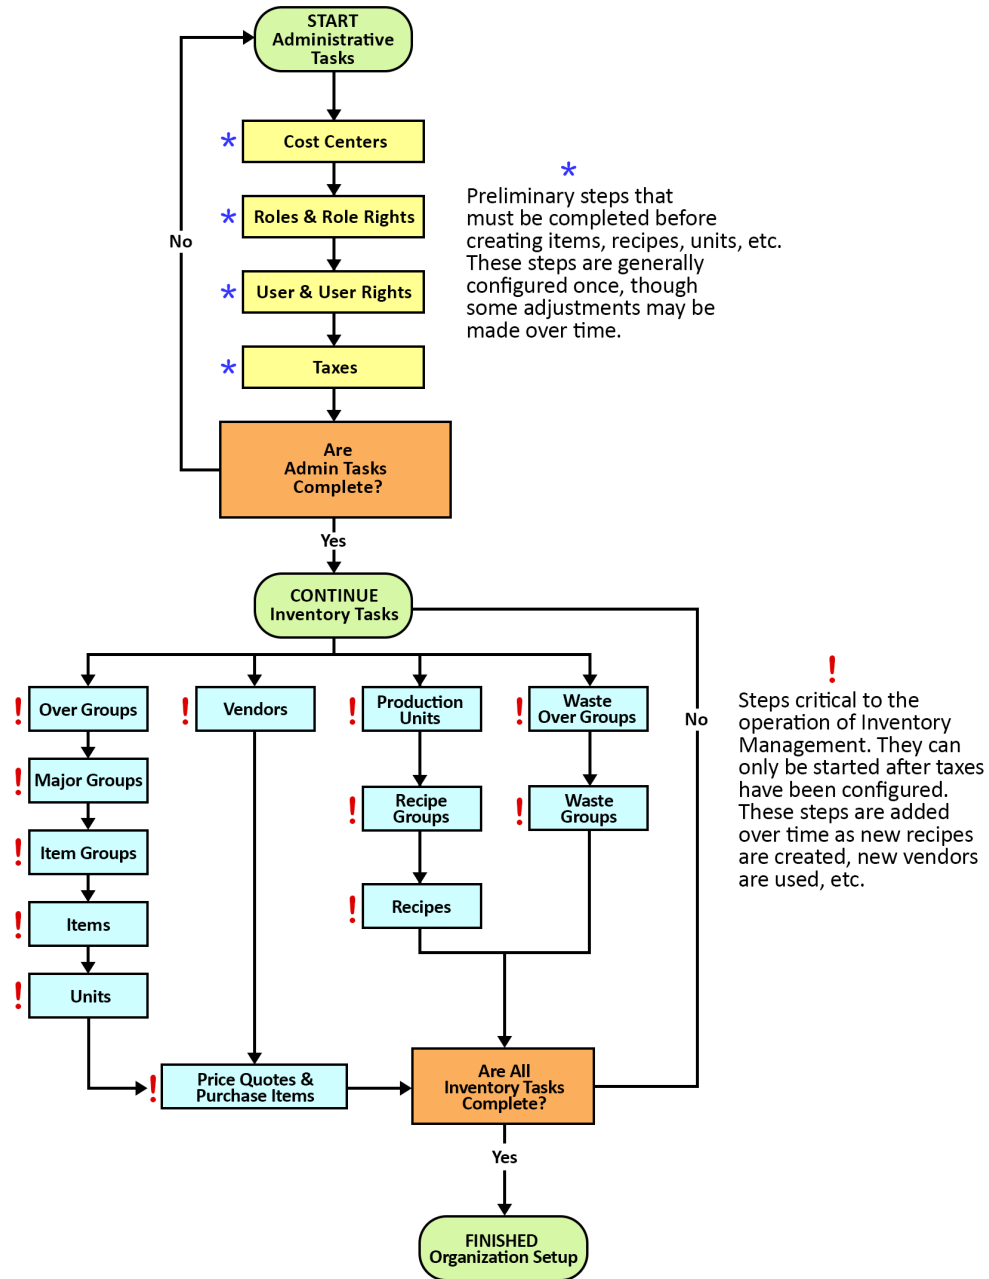 START
Administrative
Tasks
*
Cost Centers
*
Preliminary steps that
must be completed before
creating items, recipes, units, etc.
These steps are generally
configured once, though
some adjustments may be
made over time.
*
Roles & Role Rights
No
*
User & User Rights
*
Taxes
Are
Admin Tasks
Complete?
Yes
CONTINUE
Inventory Tasks
!
Steps critical to the
operation of Inventory
Management. They can
only be started after taxes
have been configured.
These steps are added
over time as new recipes
are created, new vendors
are used, etc.
No
!
Over Groups
!
Vendors
!
Production
Units
!
Waste
Over Groups
!
Major Groups
!
Recipe
Groups
!
Waste
Groups
!
Item Groups
!
Items
!
Recipes
!
Units
!
Price Quotes &
Purchase Items
Are All
Inventory Tasks
Complete?
Yes
FINISHED
Organization Setup